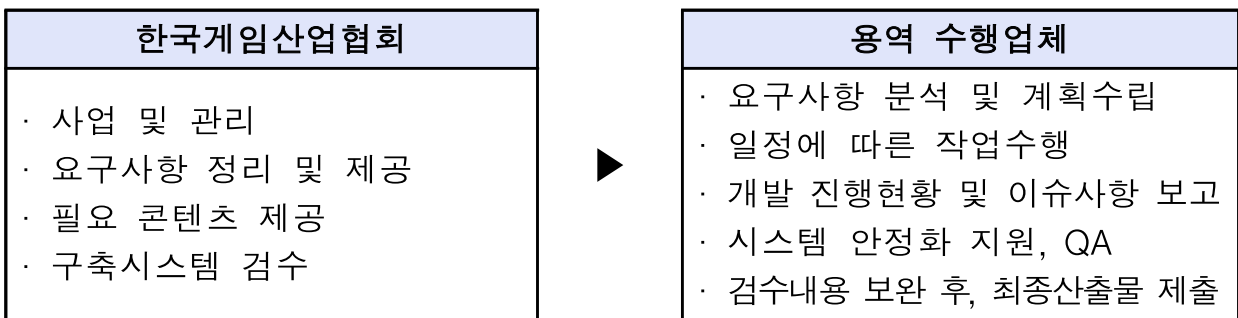 한국게임산업협회
· 사업 및 관리
· 요구사항 정리 및 제공
· 필요 콘텐츠 제공
· 구축시스템 검수
▶
용역 수행업체
· 요구사항 분석 및 계획수립
· 일정에 따른 작업수행
· 개발 진행현황 및 이슈사항 보고
· 시스템 안정화 지원, QA
· 검수내용 보완 후, 최종산출물 제출